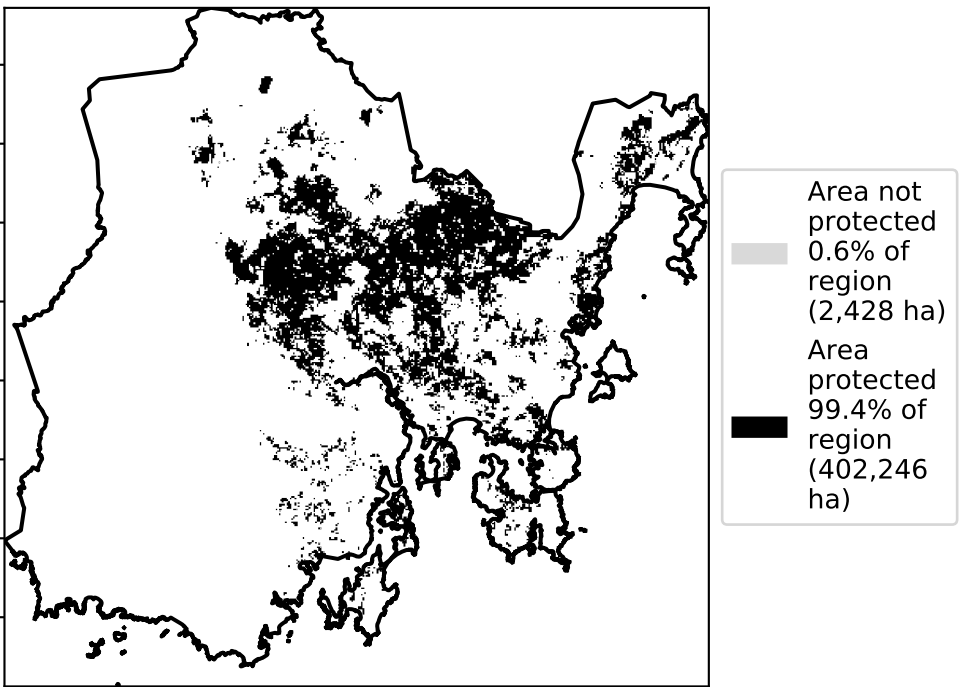 Area not
protected
0.6% of
region
(2,428 ha)
Area
protected
99.4% of
region
(402,246
ha)